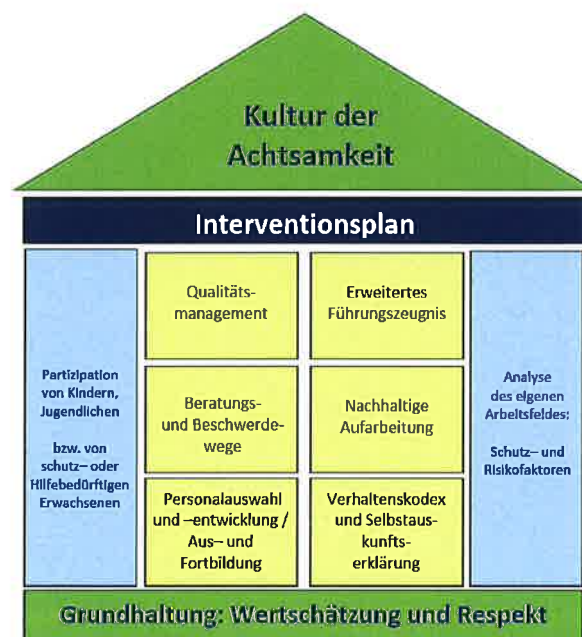 Kultur der
Achtsamkeit
Interventionsplan
Partizipation
von Kindern,
Jugendlichen
bzw. von
schutz– oder
Hilfebedürftigen
Erwachsenen
Qualitäts-
management
Erweitertes
Führungszeugnis
Beratungs-
und Beschwerde-
wege
Nachhaltige
Aufarbeitung
Personalauswahl
und –entwicklung /
Aus– und
Fortbildung
Verhaltenskodex
und Selbstaus-
kunfts-
erklärung
Analyse
des eigenen
Arbeitsfeldes:
Schutz– und
Risikofaktoren
Grundhaltung: Wertschätzung und Respekt